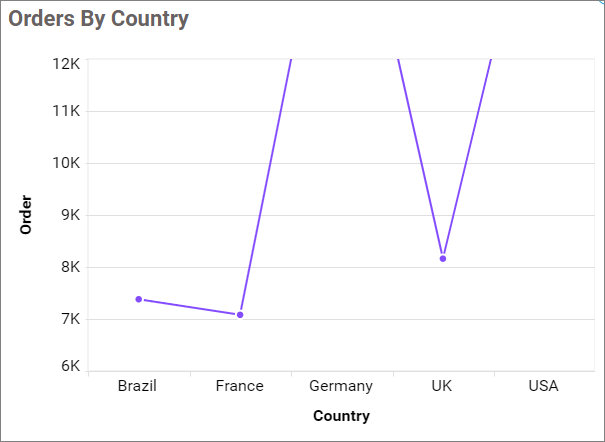 Orders By Country
12K
11K
10K
9K
8K
7K
6K
Order
Brazil France Germany UK USA
Country